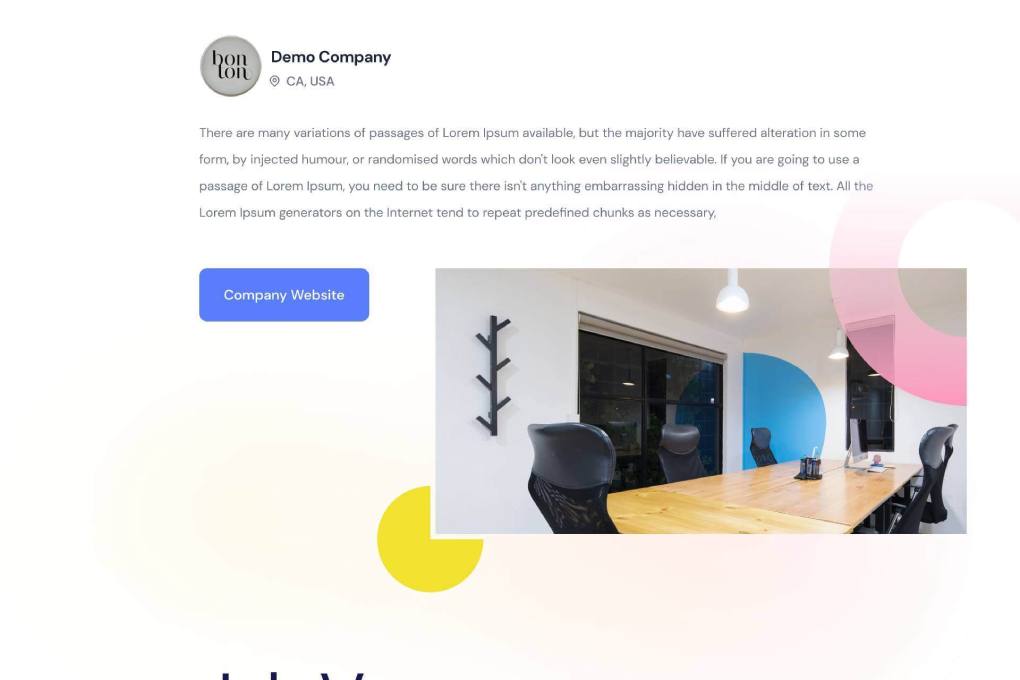 bon
ton
Demo Company
CA, USA
There are many variations of passages of Lorem Ipsum available, but the majority have suffered alteration in some
form, by injected humour, or randomised words which don't look even slightly believable. If you are going to use a
passage of Lorem Ipsum, you need to be sure there isn't anything embarrassing hidden in the middle of text. All the
Lorem Ipsum generators on the Internet tend to repeat predefined chunks as necessary,
Company Website